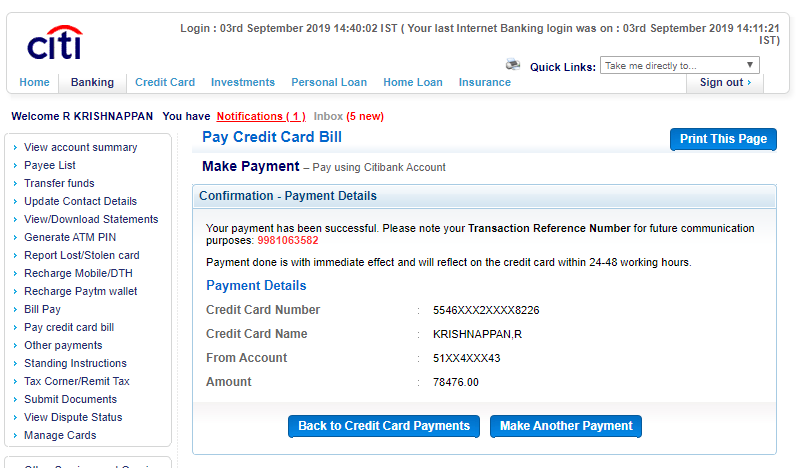 citi
Login : 03rd September 2019 14:40:02 IST ( Your last Internet Banking login was on : 03rd September 2019 14:11:21
IST)
Quick Links: Take me directly to...
Home Banking Credit Card Investments Personal Loan Home Loan Insurance Sign out ›
Welcome R KRISHNAPPAN You have Notifications ( 1 ) Inbox (5 new)
View account summary
Payee List
Transfer funds
Update Contact Details
View/Download Statements
Generate ATM PIN
Report Lost/Stolen card
Recharge Mobile/DTH
Recharge Paytm wallet
Bill Pay
Pay credit card bill
Other payments
Standing Instructions
Tax Corner/Remit Tax
Submit Documents
View Dispute Status
Manage Cards
Pay Credit Card Bill
Print This Page
Make Payment – Pay using Citibank Account
Confirmation - Payment Details
Your payment has been successful. Please note your Transaction Reference Number for future communication
purposes: 9981063582
Payment done is with immediate effect and will reflect on the credit card within 24-48 working hours.
Payment Details
Credit Card Number : 5546XXX2XXXX8226
Credit Card Name : KRISHNAPPAN,R
From Account : 51XX4XXX43
Amount : 78476.00
Back to Credit Card Payments Make Another Payment